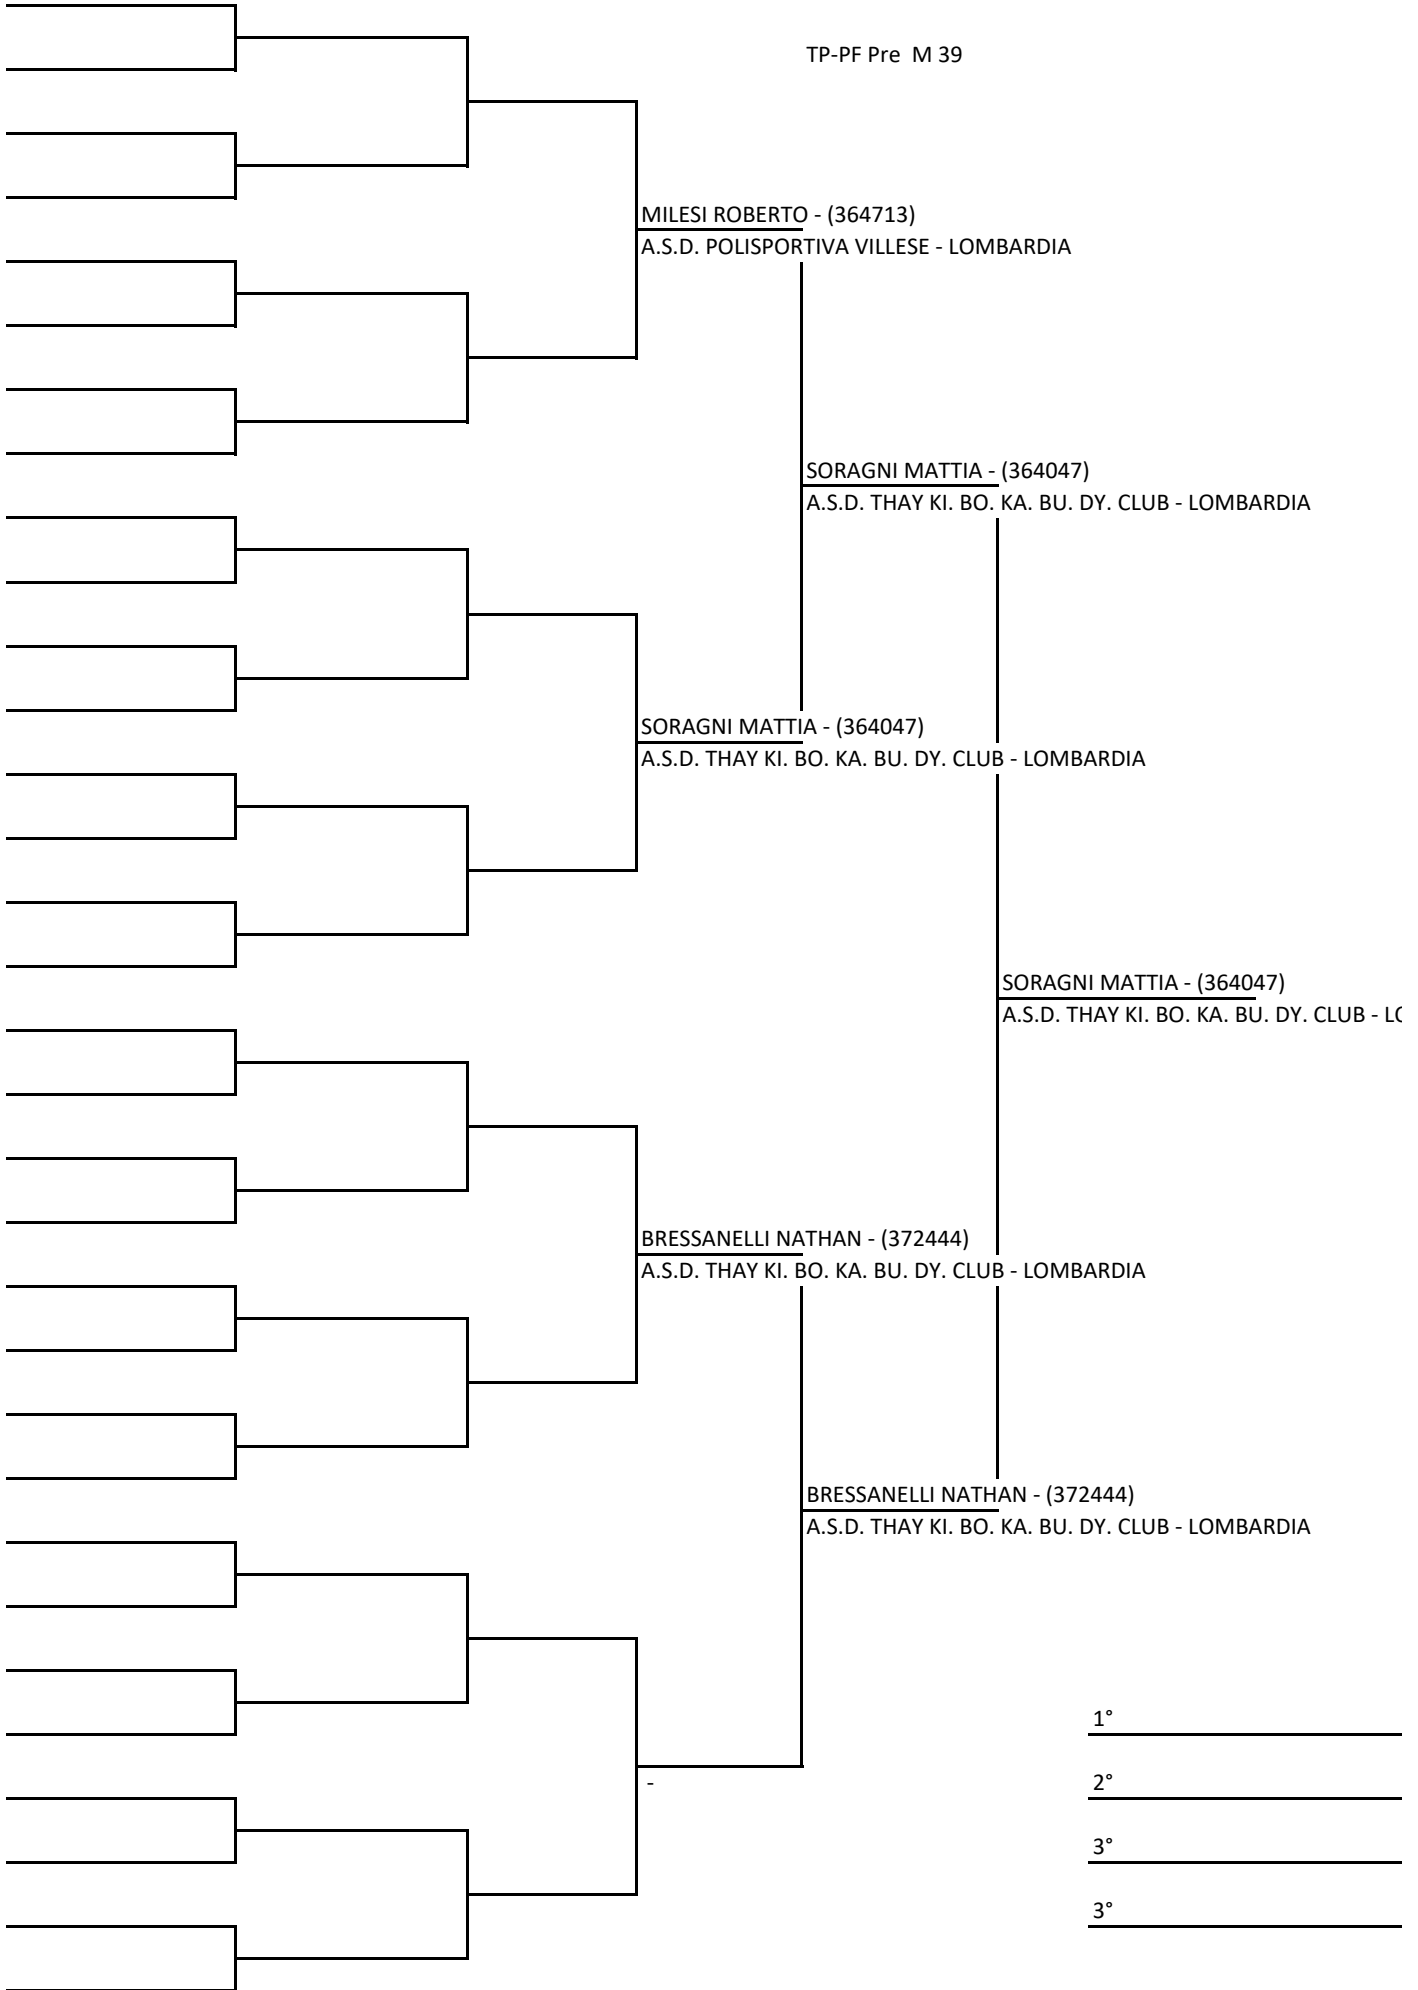 TP-PF Pre  M 39
MILESI ROBERTO - (364713)
A.S.D. POLISPORTIVA VILLESE - LOMBARDIA
SORAGNI MATTIA - (364047)
A.S.D. THAY KI. BO. KA. BU. DY. CLUB - LOMBARDIA
SORAGNI MATTIA - (364047)
A.S.D. THAY KI. BO. KA. BU. DY. CLUB - LOMBARDIA
SORAGNI MATTIA - (364047)
A.S.D. THAY KI. BO. KA. BU. DY. CLUB - LO
BRESSANELLI NATHAN - (372444)
A.S.D. THAY KI. BO. KA. BU. DY. CLUB - LOMBARDIA
BRESSANELLI NATHAN - (372444)
A.S.D. THAY KI. BO. KA. BU. DY. CLUB - LOMBARDIA
1°
-
2°
3°
3°